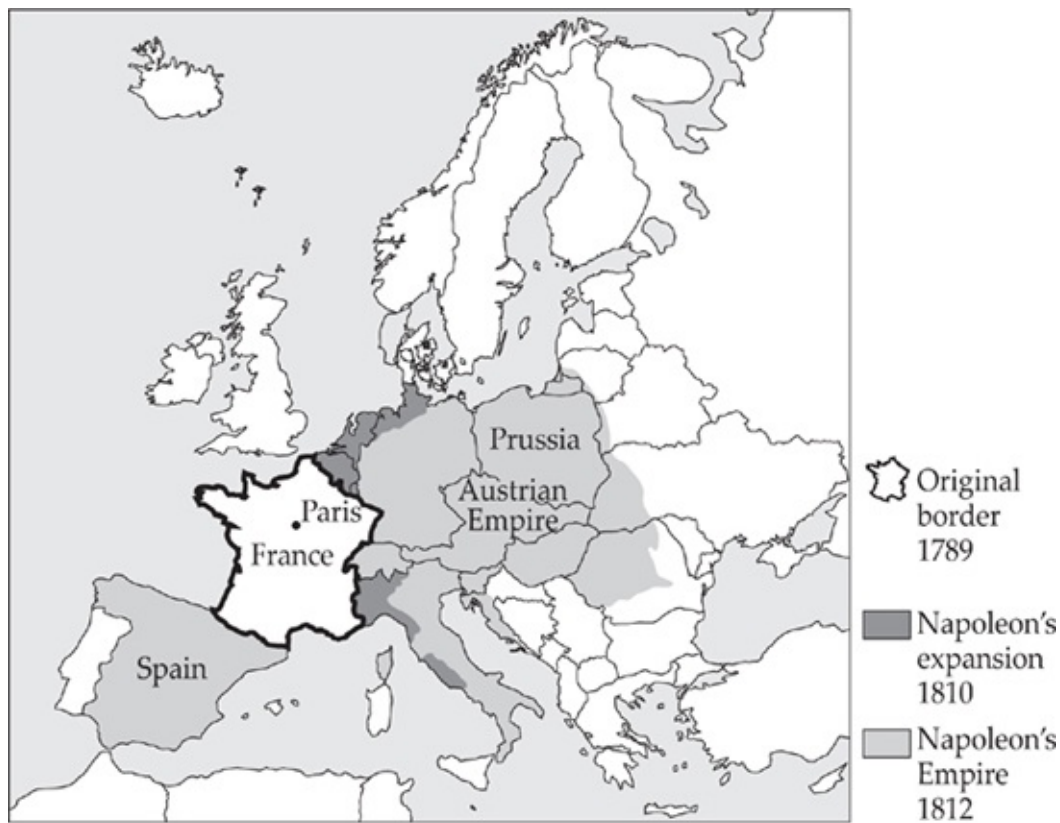 Prussia
Austrian
Empire
Paris
France
Spain
Original
border
1789
Napoleon's
expansion
1810
Napoleon's
Empire
1812